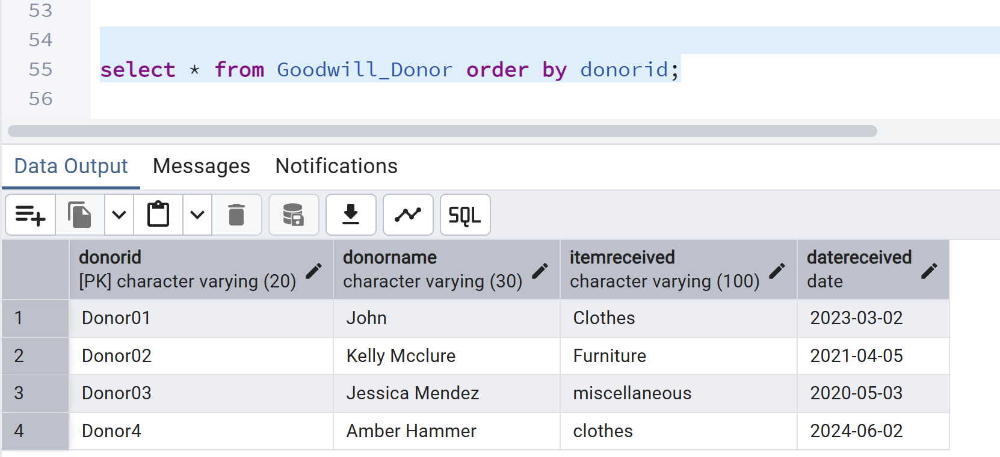 53
54
55 select * from Goodwill_Donor order by donorid;
56
Data Output Messages Notifications
SQL
donorid donorname itemreceived datereceived
[PK] character varying (20) character varying (30) character varying (100) date
1 Donor01 John Clothes 2023-03-02
2 Donor02 Kelly Mcclure Furniture 2021-04-05
3 Donor03 Jessica Mendez miscellaneous 2020-05-03
4 Donor4 Amber Hammer clothes 2024-06-02